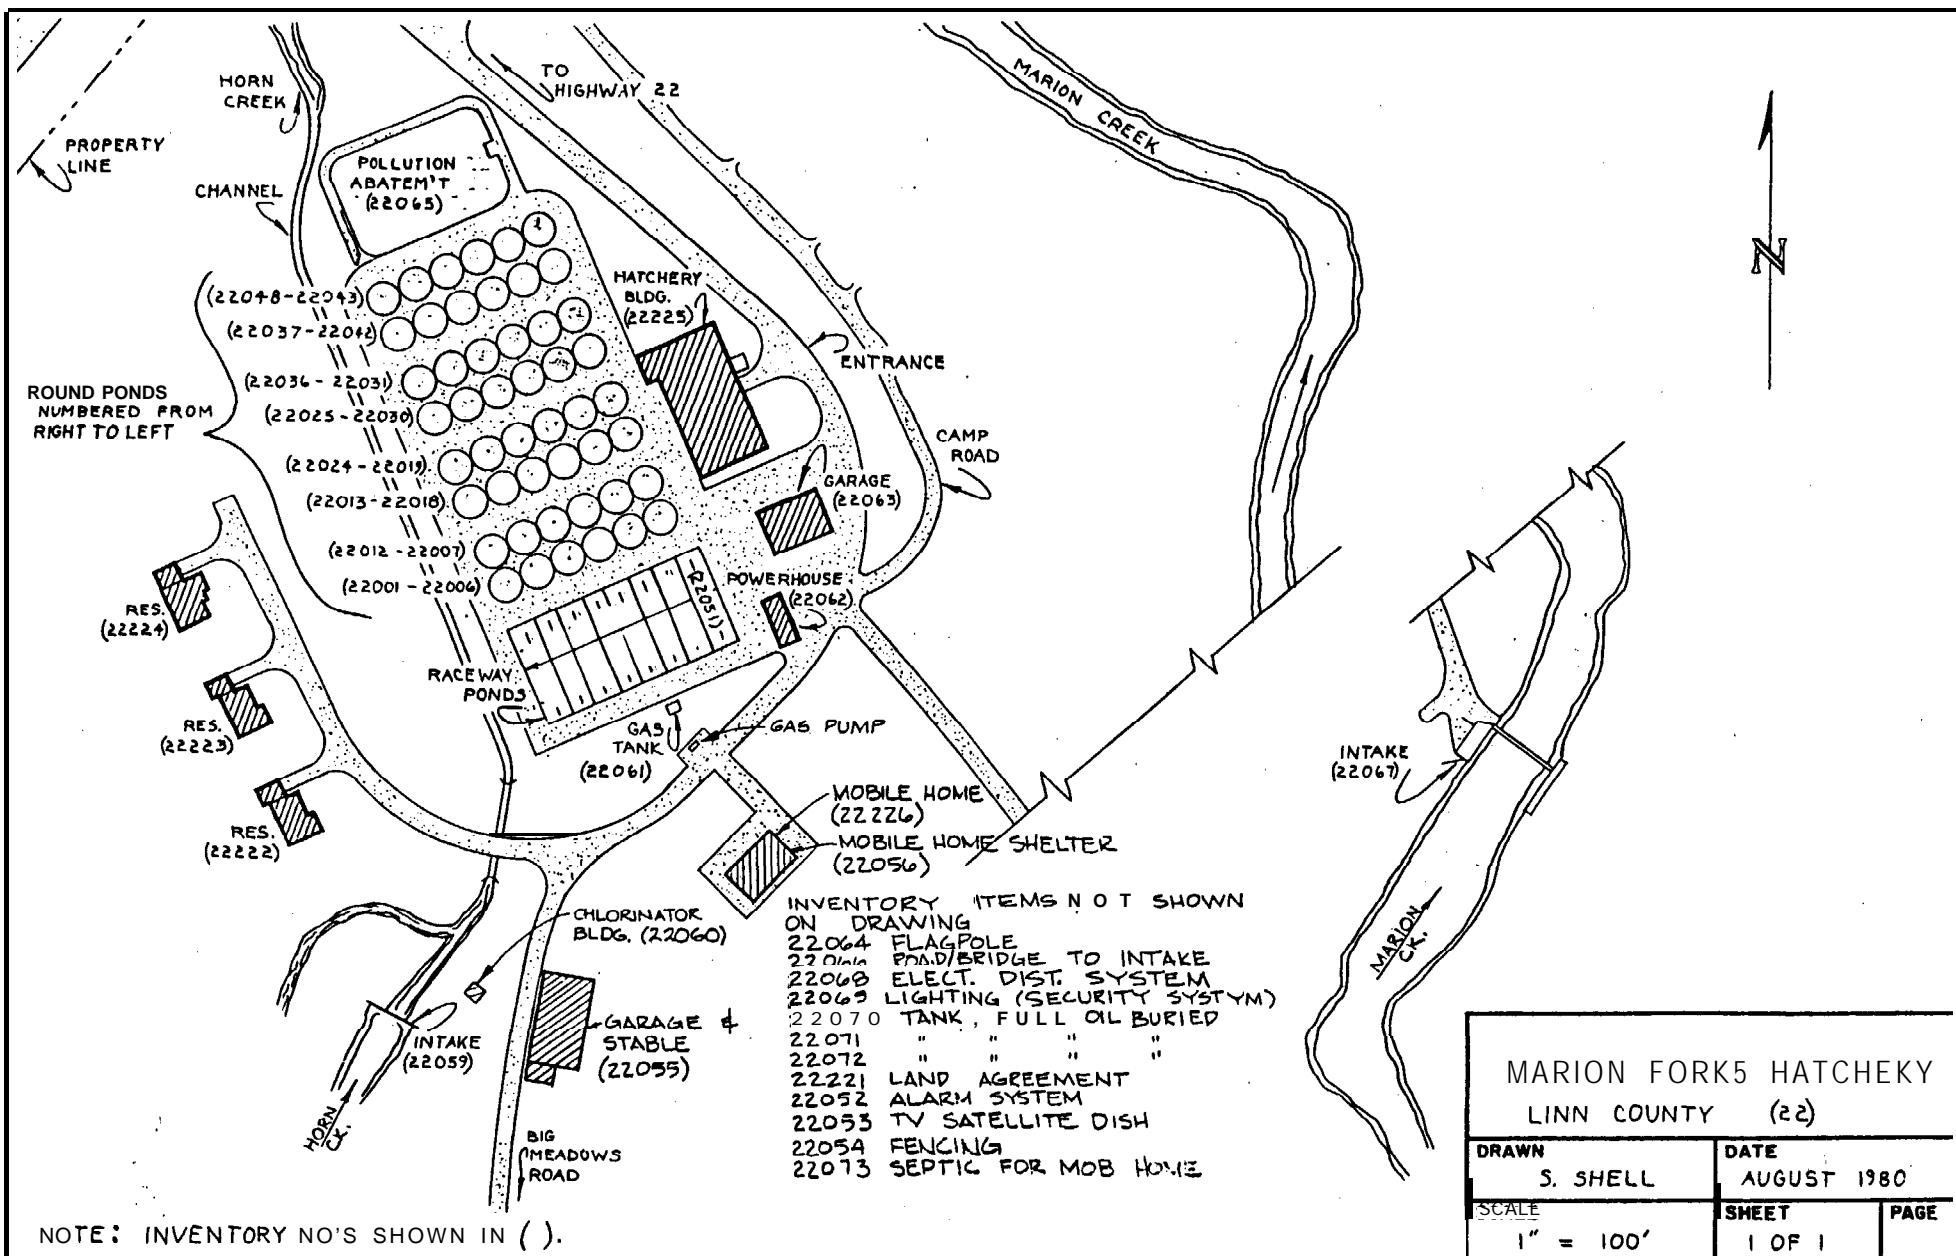 HORN
CREEK
TO
HIGHWAY 22
MARION CREEK
PROPERTY
LINE
POLLUTION
ABATEM'T
(22065)
CHANNEL
N
HATCHERY
BLDG.
(22225)
(22048-22043)
(22037-22042)
ENTRANCE
(22036 - 22031)
(22025-22030)
ROUND PONDS
NUMBERED FROM
RIGHT TO LEFT
CAMP
ROAD
(22024-22019)
(22013-22018)
GARAGE
(22063)
(22012-22007)
(22001-22006)
(22051)
POWERHOUSE
(22062)
RES.
(22224)
RACEWAY
PONDS
RES.
(22223)
GAS
TANK
(22061)
GAS PUMP
INTAKE
(22067)
MOBILE HOME
(22226)
MOBILE HOME SHELTER
(22056)
RES.
(22222)
CHLORINATOR
BLDG. (22060)
INVENTORY ITEMS NOT SHOWN
ON DRAWING
22064 FLAGPOLE
ROAD/BRIDGE TO INTAKE
22068 ELECT. DIST. SYSTEM
22069 LIGHTING (SECURITY SYSTYM)
22070 TANK, FULL OIL BURIED
22071 " " " "
22072 " " " "
22221 LAND AGREEMENT
22052 ALARM SYSTEM
22053 TV SATELLITE DISH
22054 FENCING
22073 SEPTIC FOR MOB HOME
MARION
CK.
GARAGE &
STABLE
(22055)
INTAKE
(22059)
HORN
CK.
BIG
MEADOWS
ROAD
NOTE: INVENTORY NO'S SHOWN IN ( ).
MARION FORK5 HATCHEKY
LINN COUNTY (22)
DRAWN
S. SHELL
DATE
AUGUST 1980
SCALE
1" = 100'
SHEET
1 OF 1
PAGE